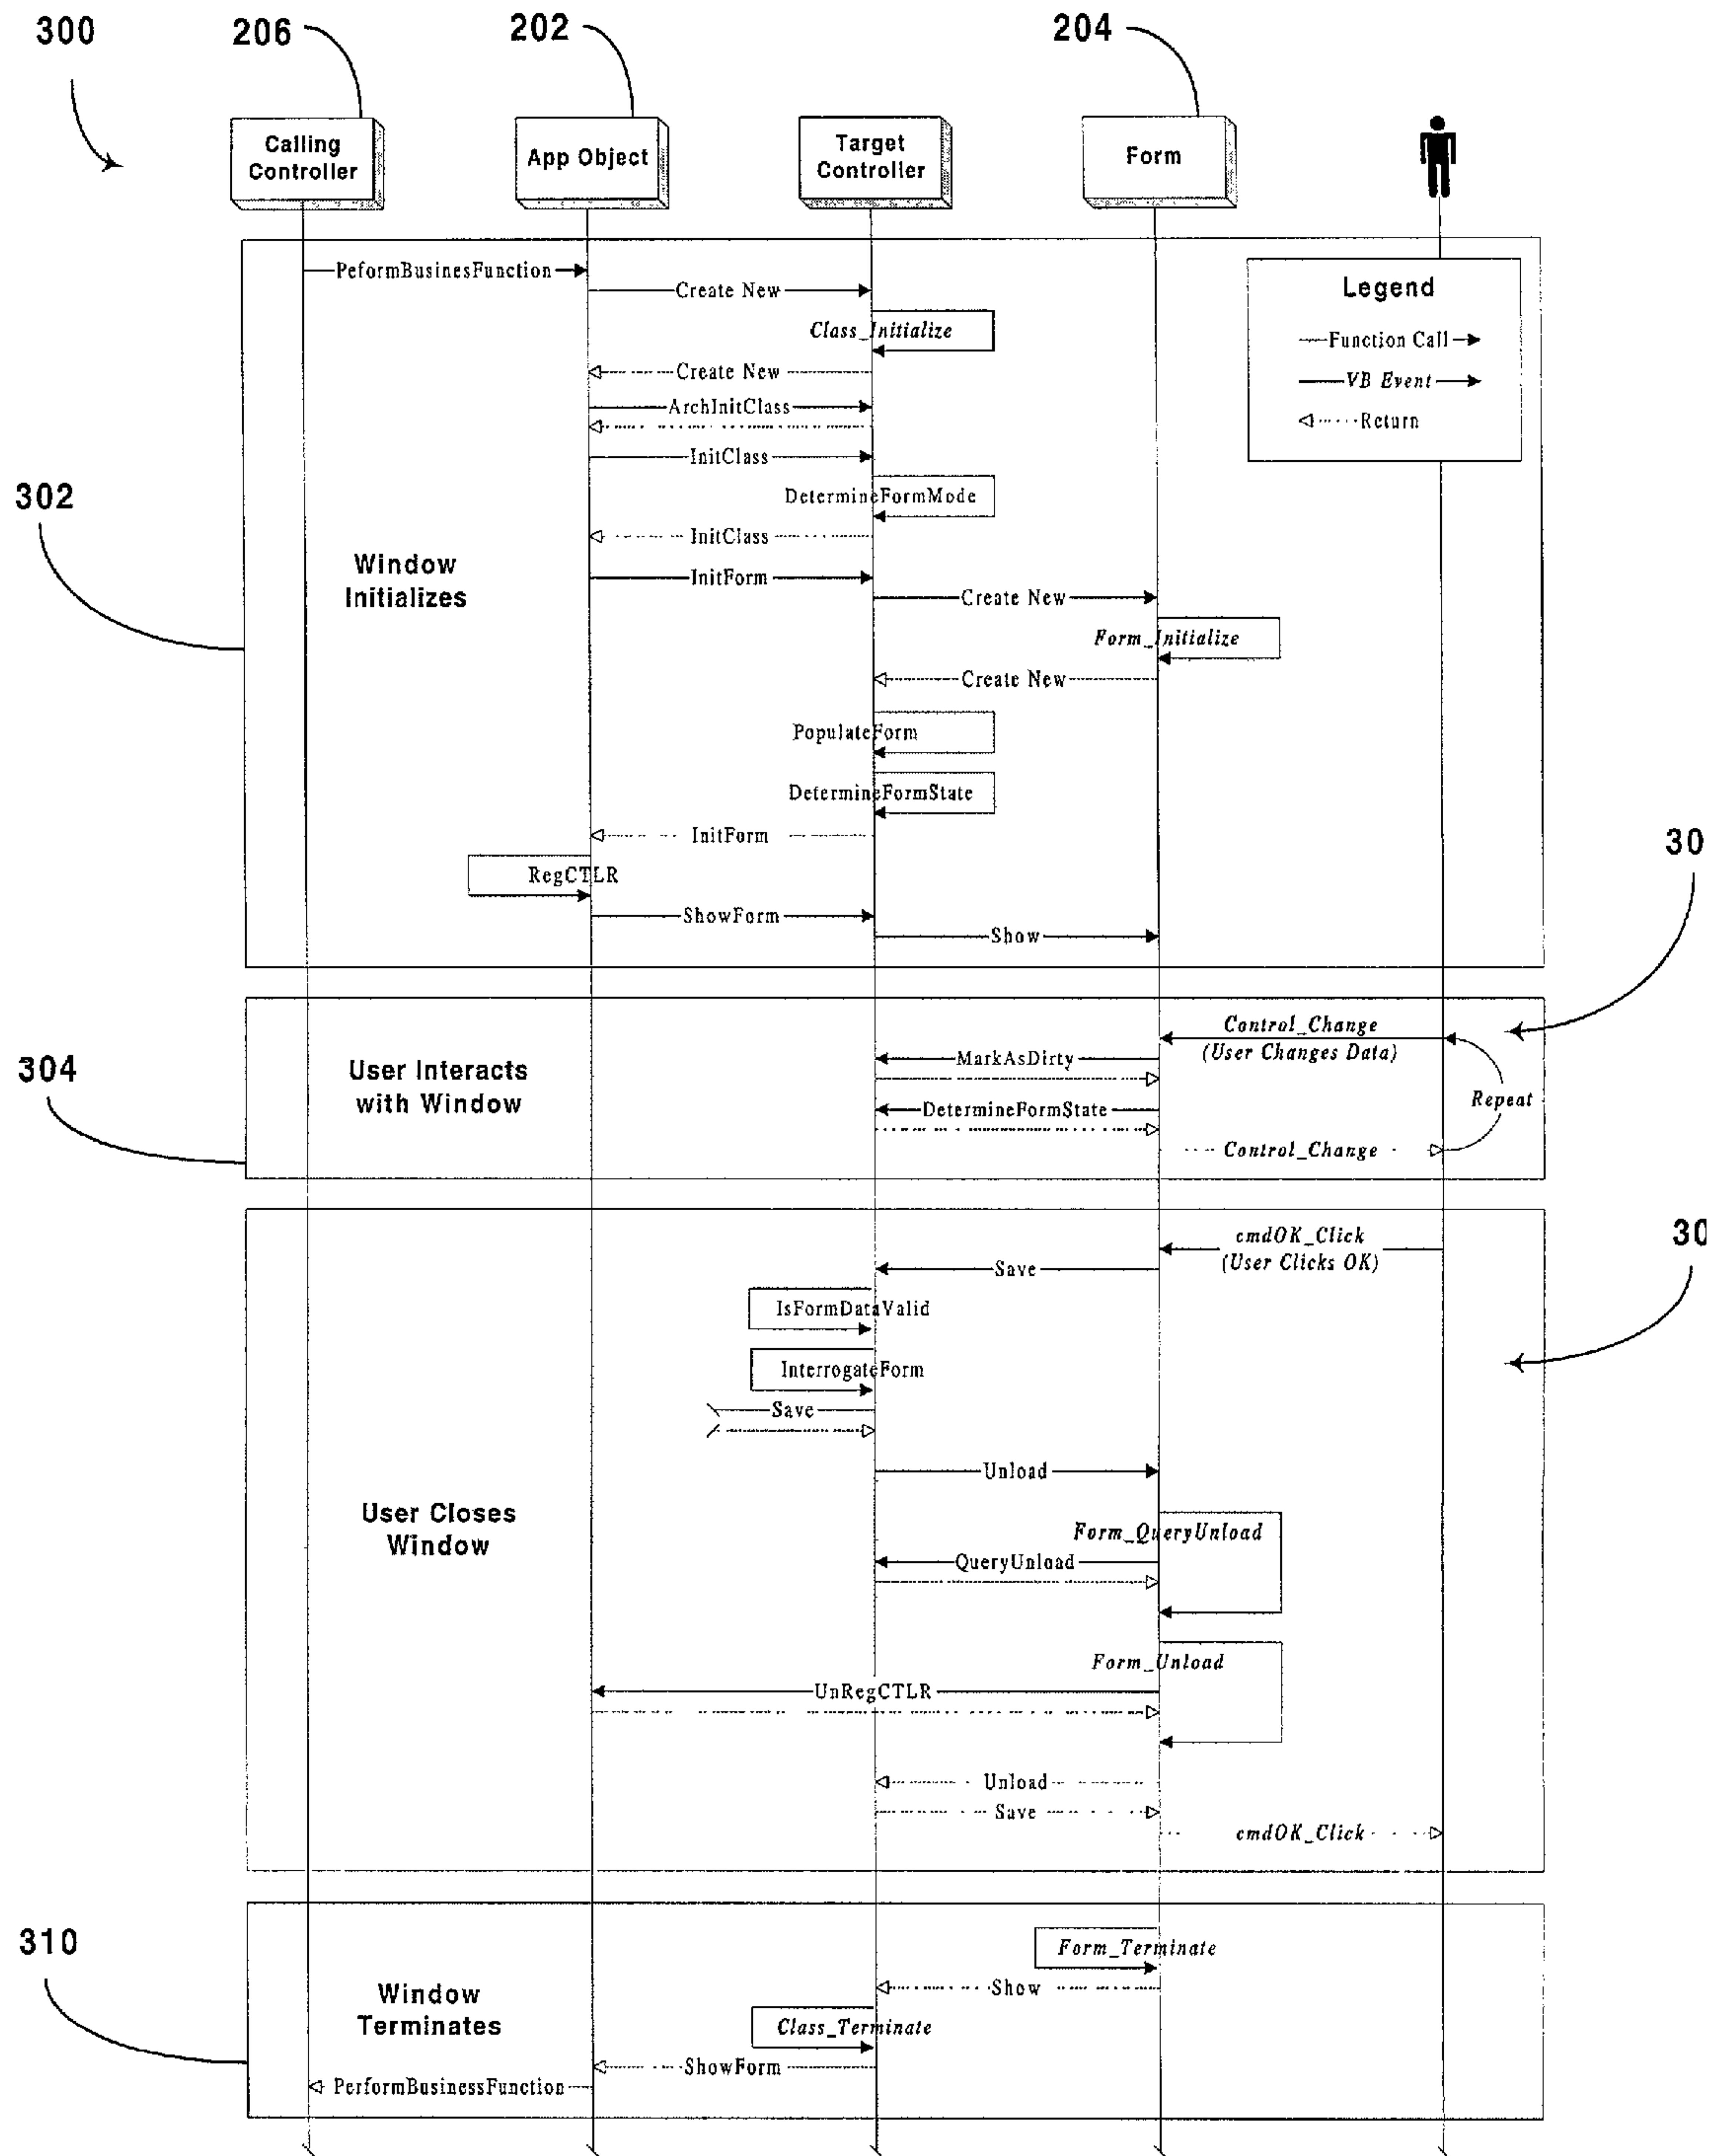 300
206
202
204
Calling
Controller
App Object
Target
Controller
Form
PeformBusinesFunction
Create New
Legend
Function Call
VB Event
Return
Class_Initialize
Create New
ArchInitClass
InitClass
302
DetermineFormMode
InitClass
Window
Initializes
InitForm
Create New
Form_Initialize
Create New
PopulateForm
DetermineFormState
InitForm
30
RegCTLR
ShowForm
Show
Control_Change
(User Changes Data)
304
User Interacts
with Window
MarkAsDirty
Repeat
DetermineFormState
Control_Change
30
cmdOK_Click
(User Clicks OK)
Save
IsFormDataValid
InterrogateForm
Save
Unload
User Closes
Window
Form_QueryUnload
QueryUnload
Form_Unload
UnRegCTLR
Unload
Save
cmdOK_Click
310
Form_Terminate
Show
Window
Terminates
Class_Terminate
ShowForm
PerformBusinessFunction